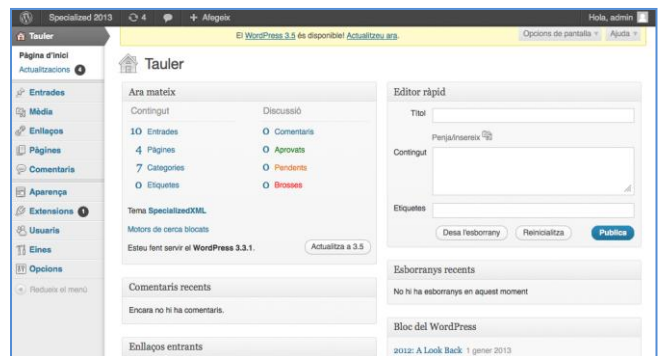 Specialized 2013 4 + Afegeix Hola, admin
El WordPress 3.5 és disponible! Actualitzeu ara.
Opcions de pantalla Ajuda
Tauler
Pàgina d'inici
Actualitzacions 4
Entrades
Mèdia
Enllaços
Pàgines
Comentaris
Aparença
Extensions 1
Usuaris
Eines
Opcions
Redueix el menú
Tauler
Ara mateix
Contingut Discussió
10 Entrades 0 Comentaris
4 Pàgines 0 Aprovats
7 Categories 0 Pendents
0 Etiquetes 0 Brosses
Tema SpecializedXML
Motors de cerca blocats
Esteu fent servir el WordPress 3.3.1. Actualitza a 3.5
Comentaris recents
Encara no hi ha comentaris.
Enllaços entrants
Editor ràpid
Títol
Penja/Insereix
Contingut
Etiquetes
Desa l'esborrany Reinicialitza Publica
Esborranys recents
No hi ha esborranys en aquest moment
Bloc del WordPress
2012: A Look Back 1 gener 2013